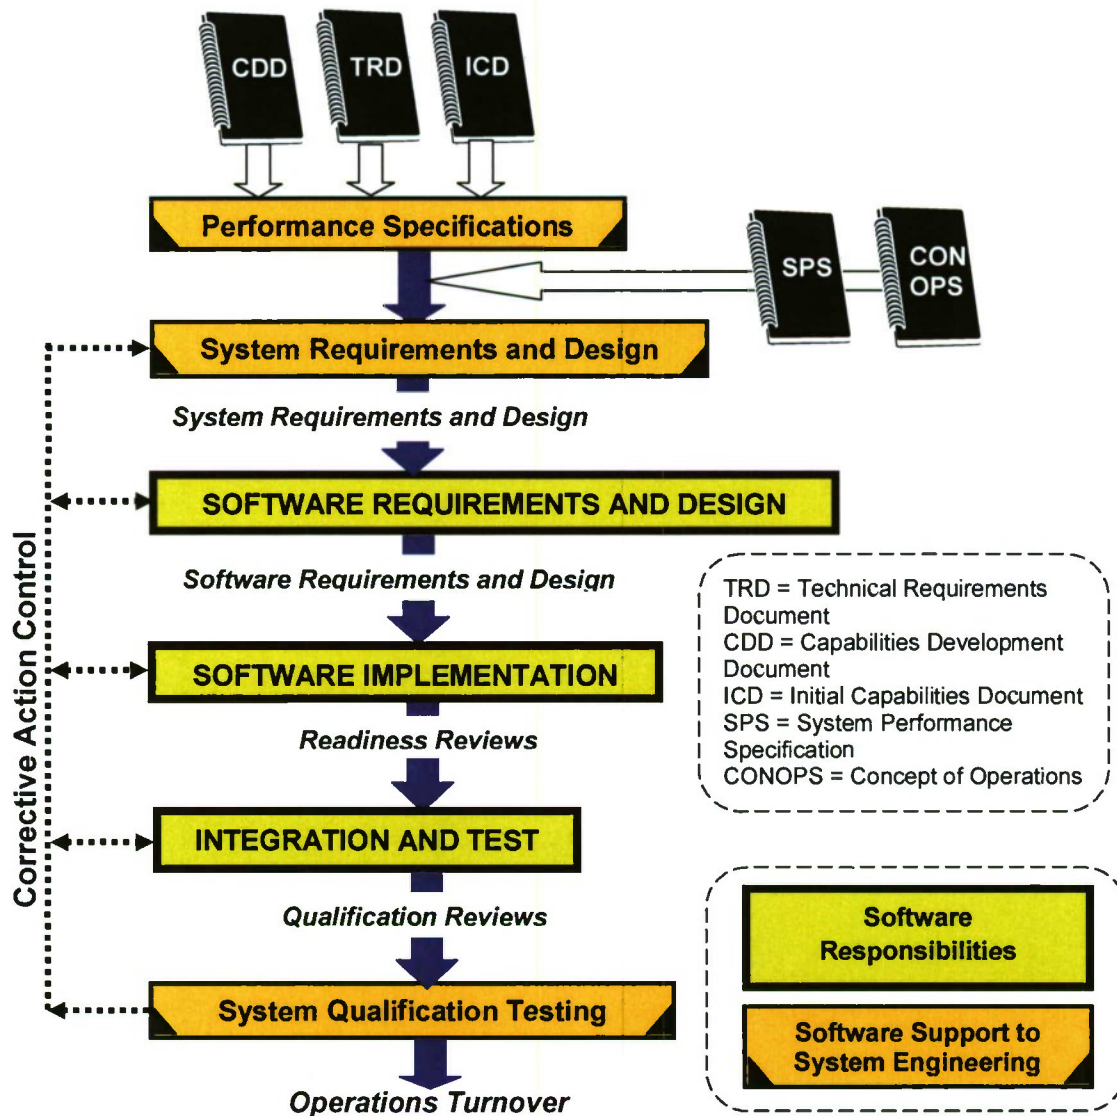 CDD
TRD
ICD
Performance Specifications
SPS
CON
OPS
System Requirements and Design
System Requirements and Design
SOFTWARE REQUIREMENTS AND DESIGN
Software Requirements and Design
SOFTWARE IMPLEMENTATION
Readiness Reviews
INTEGRATION AND TEST
Qualification Reviews
System Qualification Testing
Operations Turnover
Corrective Action Control
TRD = Technical Requirements
Document
CDD = Capabilities Development
Document
ICD = Initial Capabilities Document
SPS = System Performance
Specification
CONOPS = Concept of Operations
Software
Responsibilities
Software Support to
System Engineering